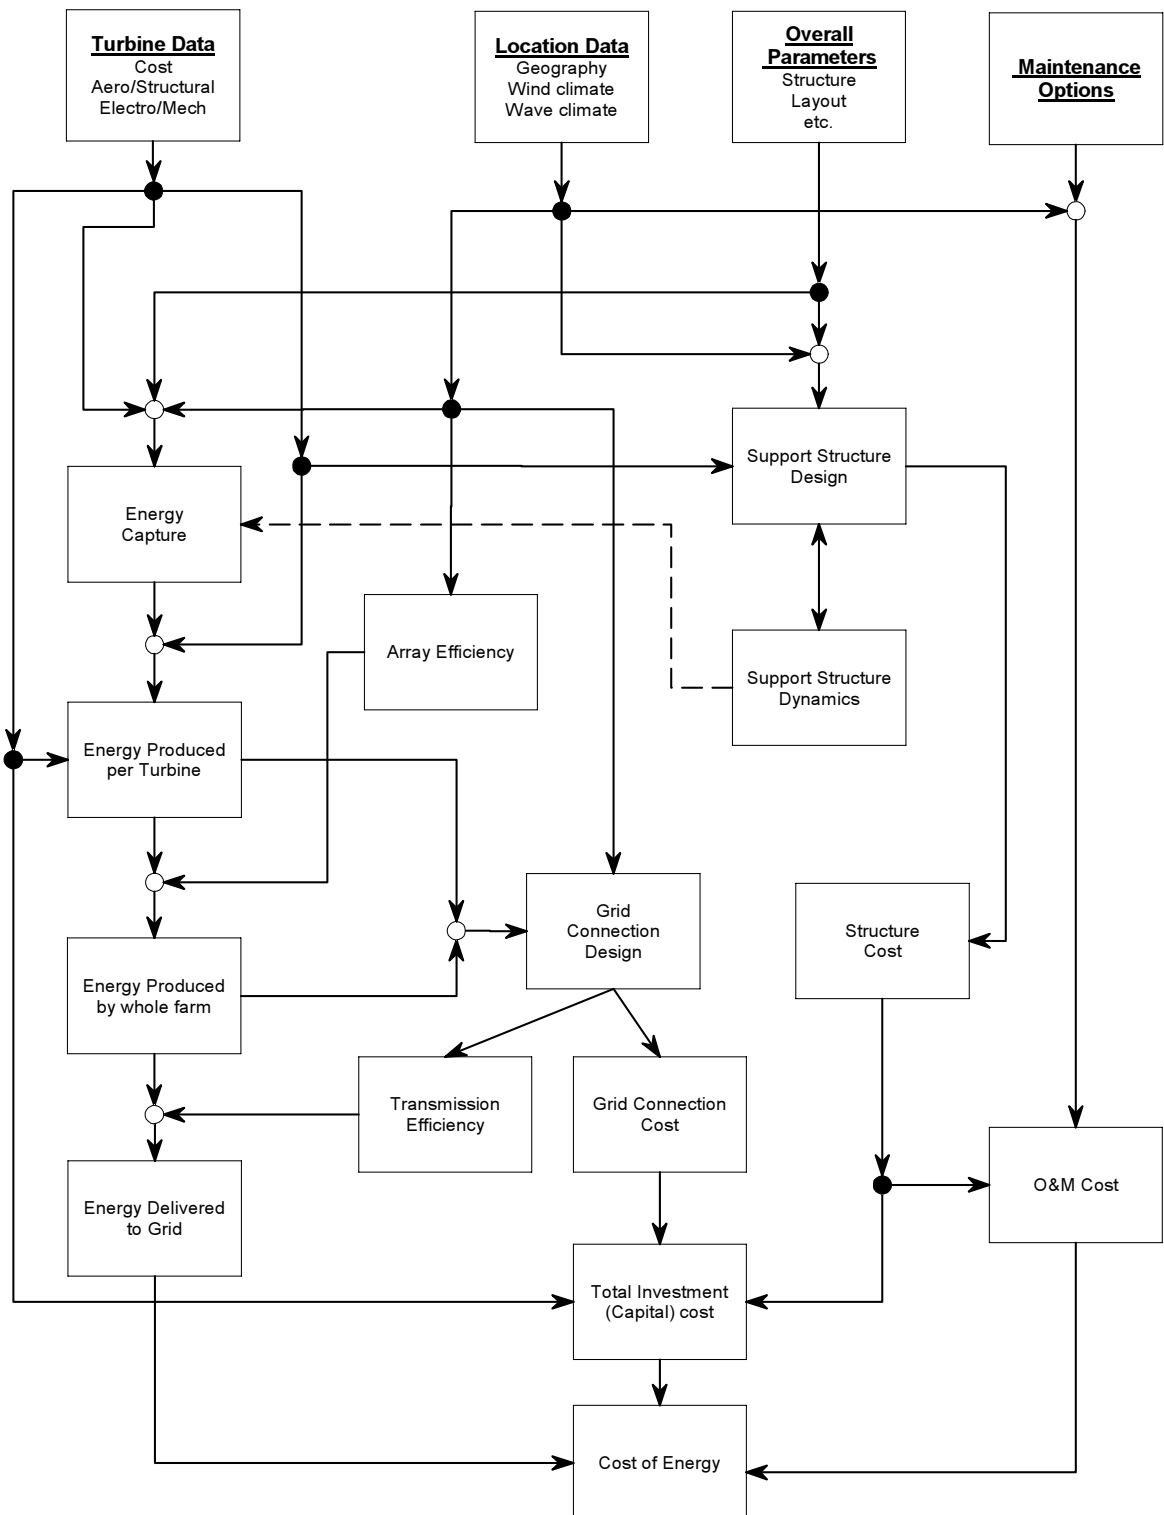 Turbine Data
Cost
Aero/Structural
Electro/Mech
Location Data
Geography
Wind climate
Wave climate
Overall
Parameters
Structure
Layout
etc.
Maintenance
Options
Support Structure
Design
Energy
Capture
Array Efficiency
Support Structure
Dynamics
Energy Produced
per Turbine
Grid
Connection
Design
Structure
Cost
Energy Produced
by whole farm
Transmission
Efficiency
Grid Connection
Cost
O&M Cost
Energy Delivered
to Grid
Total Investment
(Capital) cost
Cost of Energy